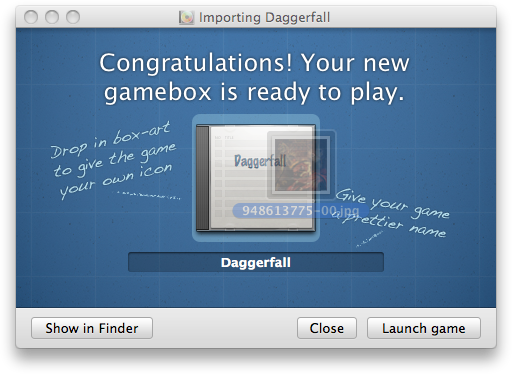 Importing Daggerfall
Congratulations! Your new
gamebox is ready to play.
Drop in box-art
to give the game
your own icon
Daggerfall
948613775-00.jpg
Give your game
a prettier name
Daggerfall
Show in Finder
Close
Launch game